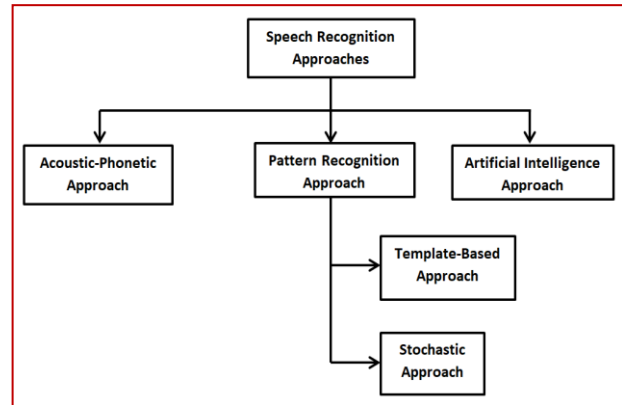 Speech Recognition
Approaches
Acoustic-Phonetic
Approach
Pattern Recognition
Approach
Artificial Intelligence
Approach
Template-Based
Approach
Stochastic
Approach